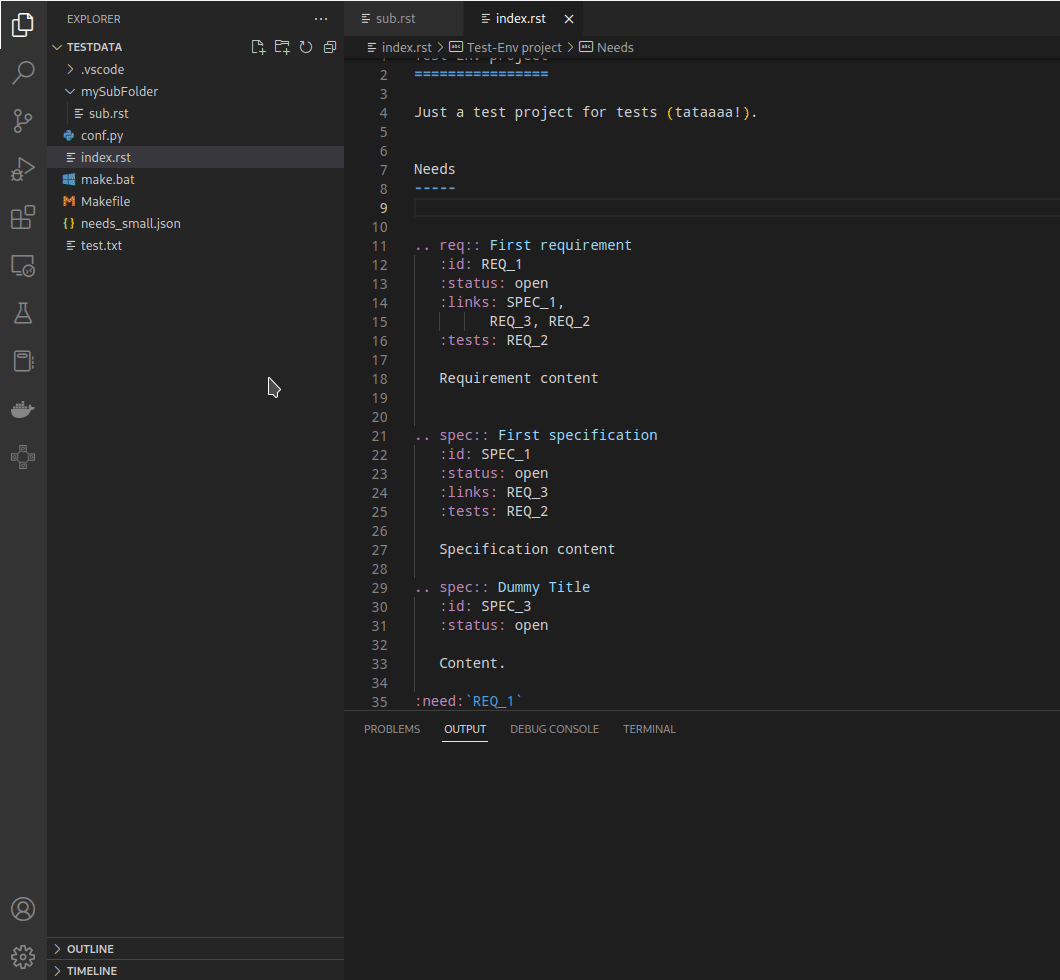 EXPLORER
TESTDATA
.vscode
mySubFolder
sub.rst
conf.py
index.rst
make.bat
Makefile
needs_small.json
test.txt
OUTLINE
TIMELINE
sub.rst
index.rst
index.rst > Test-Env project > Needs
1 Test-Env project
2 ================
3
4 Just a test project for tests (tataaaa!).
5
6
7 Needs
8 -----
9
10
11 .. req:: First requirement
12 :id: REQ_1
13 :status: open
14 :links: SPEC_1,
15 REQ_3, REQ_2
16 :tests: REQ_2
17
18 Requirement content
19
20
21 .. spec:: First specification
22 :id: SPEC_1
23 :status: open
24 :links: REQ_3
25 :tests: REQ_2
26
27 Specification content
28
29 .. spec:: Dummy Title
30 :id: SPEC_3
31 :status: open
32
33 Content.
34
35 :need:`REQ_1`
PROBLEMS OUTPUT DEBUG CONSOLE TERMINAL